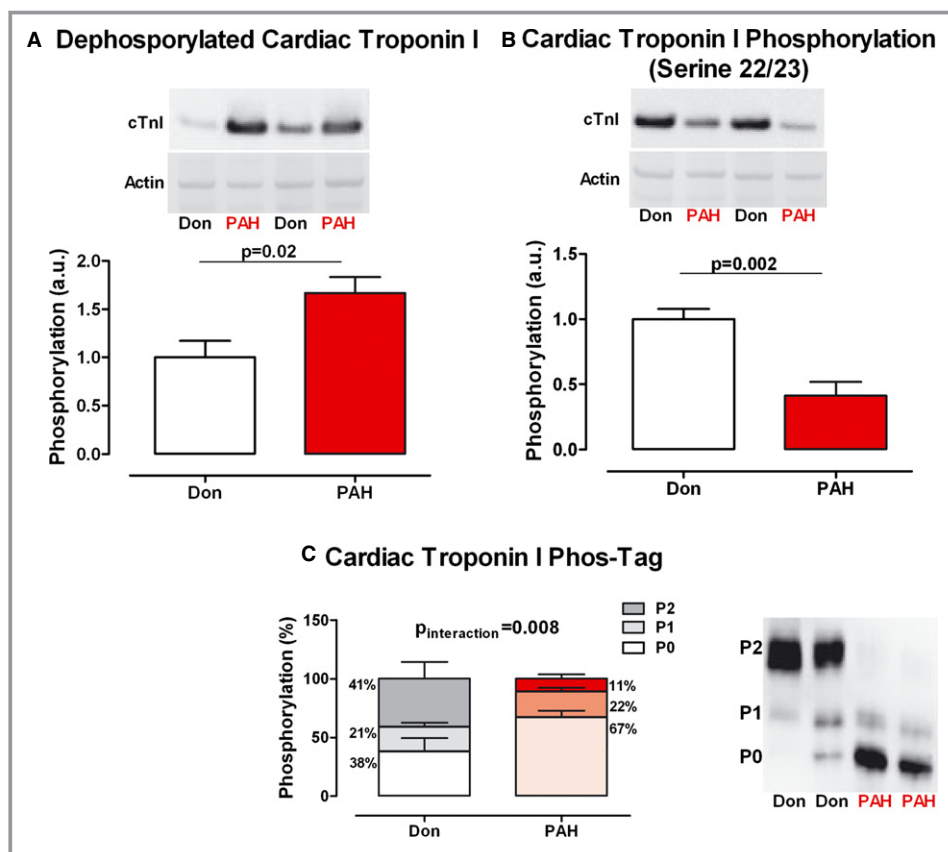 A Dephosporylated Cardiac Troponin I
cTnI
Actin
Don PAH Don PAH
Phosphorylation (a.u.)
2.0
1.5
1.0
0.5
0.0
p=0.02
Don PAH
B Cardiac Troponin I Phosphorylation
(Serine 22/23)
cTnI
Actin
Don PAH Don PAH
Phosphorylation (a.u.)
1.5
1.0
0.5
0.0
p=0.002
Don PAH
C Cardiac Troponin I Phos-Tag
Phosphorylation (%)
150
100
50
0
pinteraction=0.008
P2
P1
P0
41%
21%
38%
11%
22%
67%
Don PAH
P2
P1
P0
Don Don PAH PAH